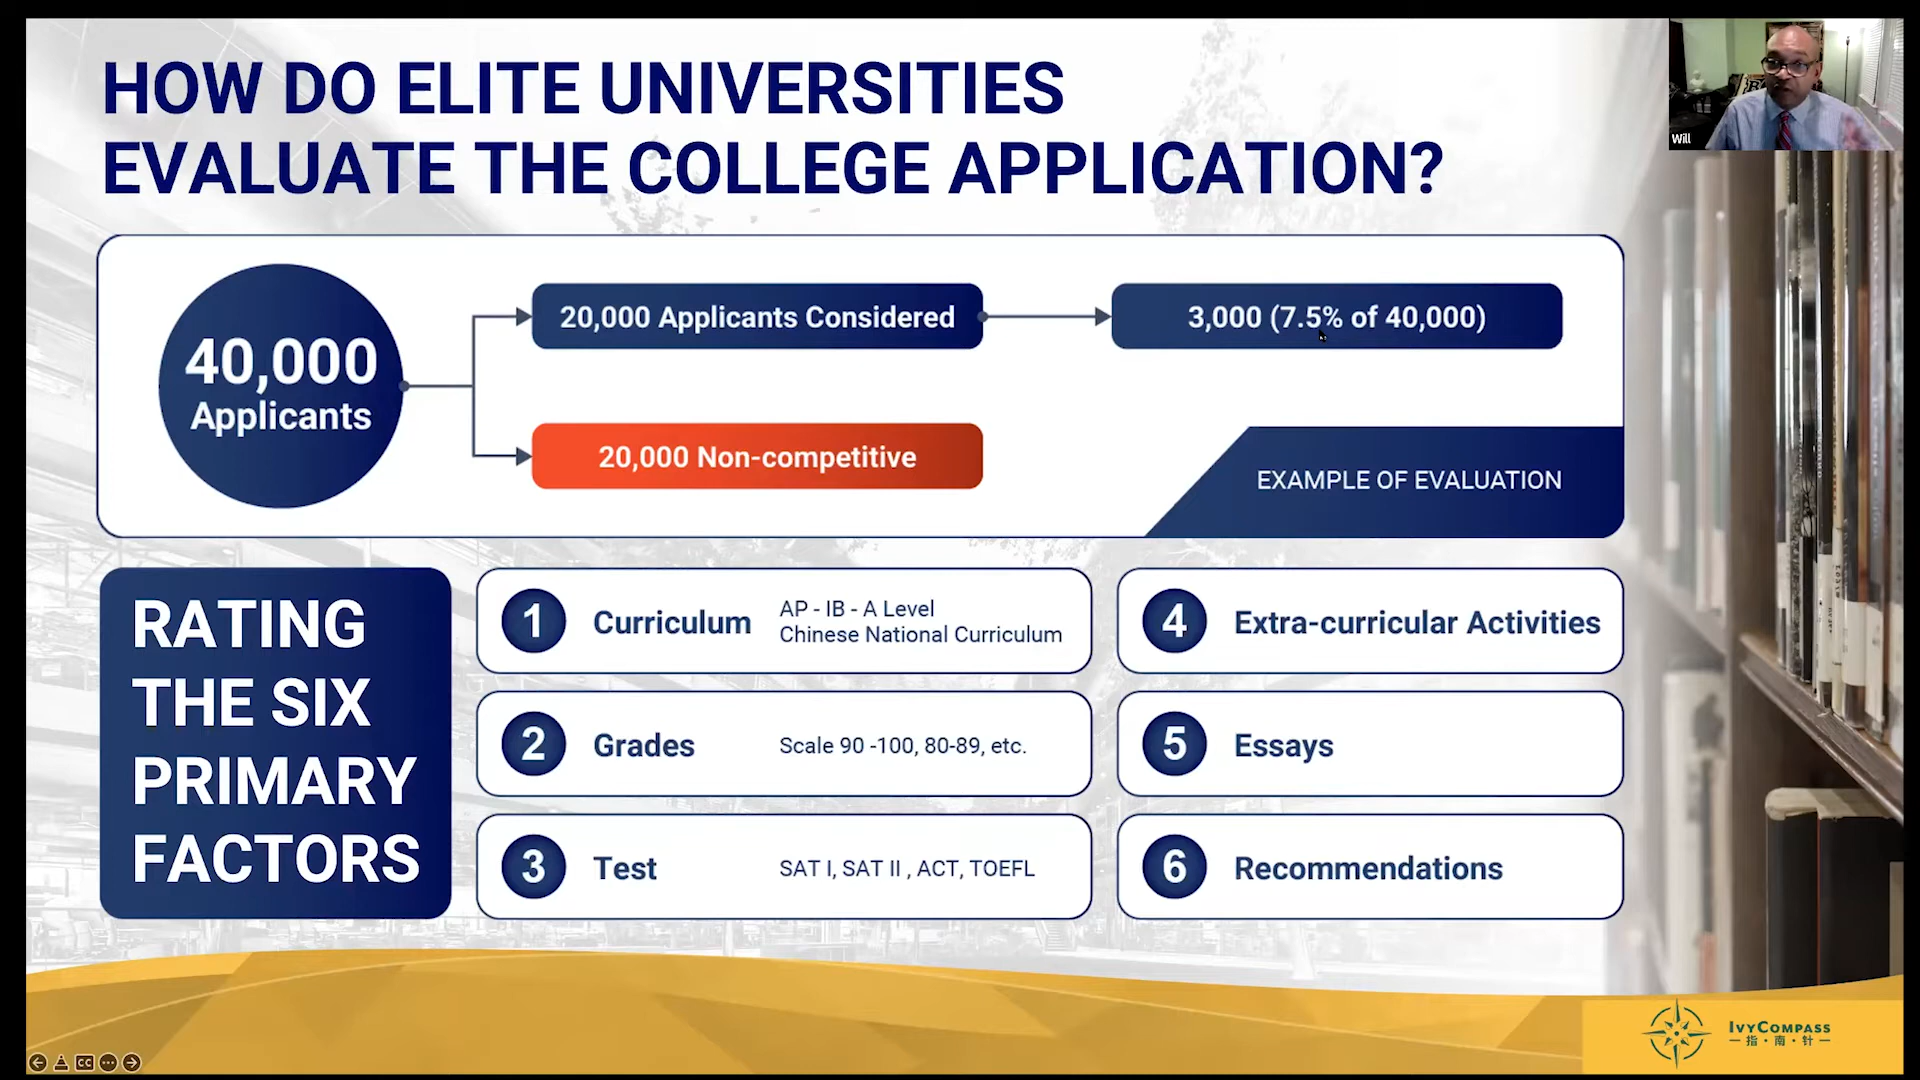 HOW DO ELITE UNIVERSITIES
EVALUATE THE COLLEGE APPLICATION?
Will
40,000
Applicants
20,000 Applicants Considered
3,000 (7.5% of 40,000)
20,000 Non-competitive
EXAMPLE OF EVALUATION
RATING
THE SIX
PRIMARY
FACTORS
1 Curriculum
AP - IB - A Level
Chinese National Curriculum
2 Grades
Scale 90 -100, 80-89, etc.
3 Test
SAT I, SAT II , ACT, TOEFL
4 Extra-curricular Activities
5 Essays
6 Recommendations
IVYCOMPASS
指·南·针
CC